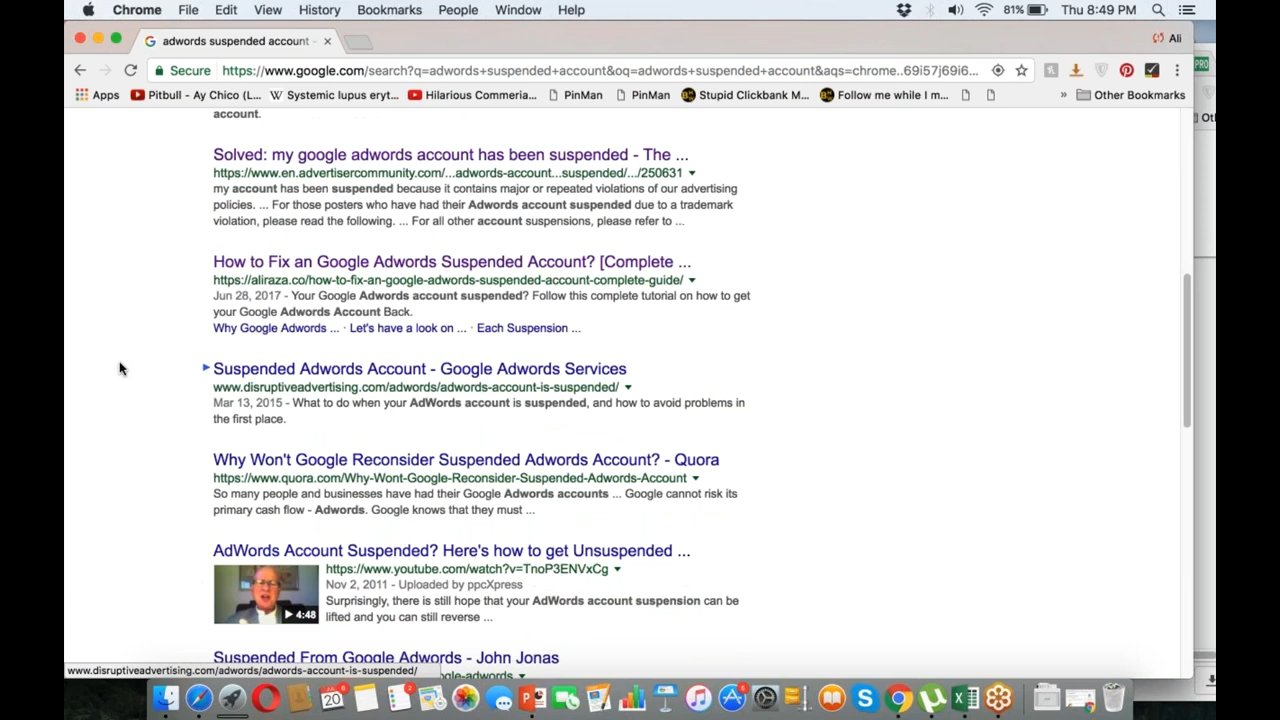 Chrome File Edit View History Bookmarks People Window Help 81% Thu 8:49 PM
adwords suspended account - Ali
Secure https://www.google.com/search?q=adwords+suspended+account&oq=adwords+suspended+account&aqs=chrome..69i57j69i6...
Apps Pitbull - Ay Chico (L... Systemic lupus eryt... Hilarious Commeria... PinMan PinMan Stupid Clickbank M... Follow me while I m... » Other Bookmarks
PRO
account.
Solved: my google adwords account has been suspended - The ...
https://www.en.advertisercommunity.com/...adwords-account...suspended/.../250631
my account has been suspended because it contains major or repeated violations of our advertising
policies. ... For those posters who have had their Adwords account suspended due to a trademark
violation, please read the following. ... For all other account suspensions, please refer to ...
How to Fix an Google Adwords Suspended Account? [Complete ...
https://aliraza.co/how-to-fix-an-google-adwords-suspended-account-complete-guide/
Jun 28, 2017 - Your Google Adwords account suspended? Follow this complete tutorial on how to get
your Google Adwords Account Back.
Why Google Adwords ... · Let's have a look on ... · Each Suspension ...
Suspended Adwords Account - Google Adwords Services
www.disruptiveadvertising.com/adwords/adwords-account-is-suspended/
Mar 13, 2015 - What to do when your AdWords account is suspended, and how to avoid problems in
the first place.
Why Won't Google Reconsider Suspended Adwords Account? - Quora
https://www.quora.com/Why-Wont-Google-Reconsider-Suspended-Adwords-Account
So many people and businesses have had their Google Adwords accounts ... Google cannot risk its
primary cash flow - Adwords. Google knows that they must ...
AdWords Account Suspended? Here's how to get Unsuspended ...
https://www.youtube.com/watch?v=TnoP3ENVxCg
Nov 2, 2011 - Uploaded by ppcXpress
Surprisingly, there is still hope that your AdWords account suspension can be
lifted and you can still reverse ...
4:48
Suspended From Google Adwords - John Jonas
www.disruptiveadvertising.com/adwords/adwords-account-is-suspended/
gle-adwords
20